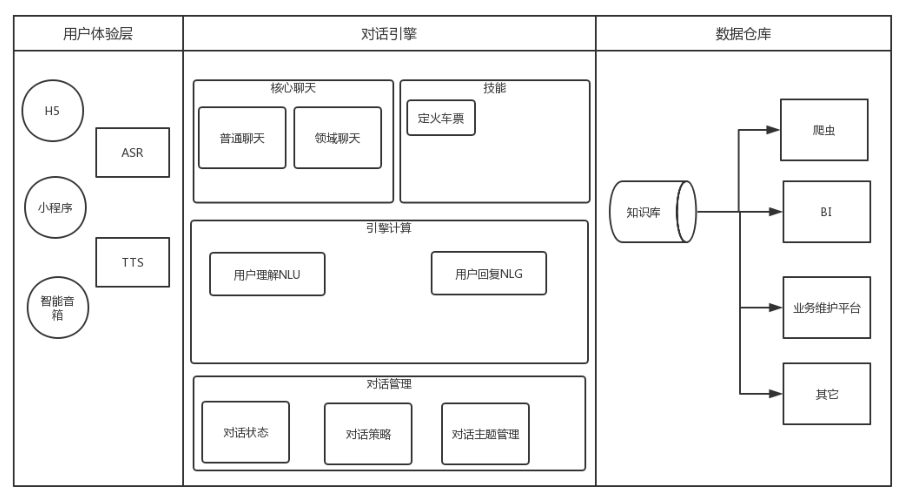 用户体验层
对话引擎
数据仓库
H5
ASR
小程序
TTS
智能音
箱
核心聊天
普通聊天
领域聊天
技能
定火车票
引擎计算
用户理解NLU
用户回复NLG
对话管理
对话状态
对话策略
对话主题管理
知识库
爬虫
BI
业务维护平台
其它